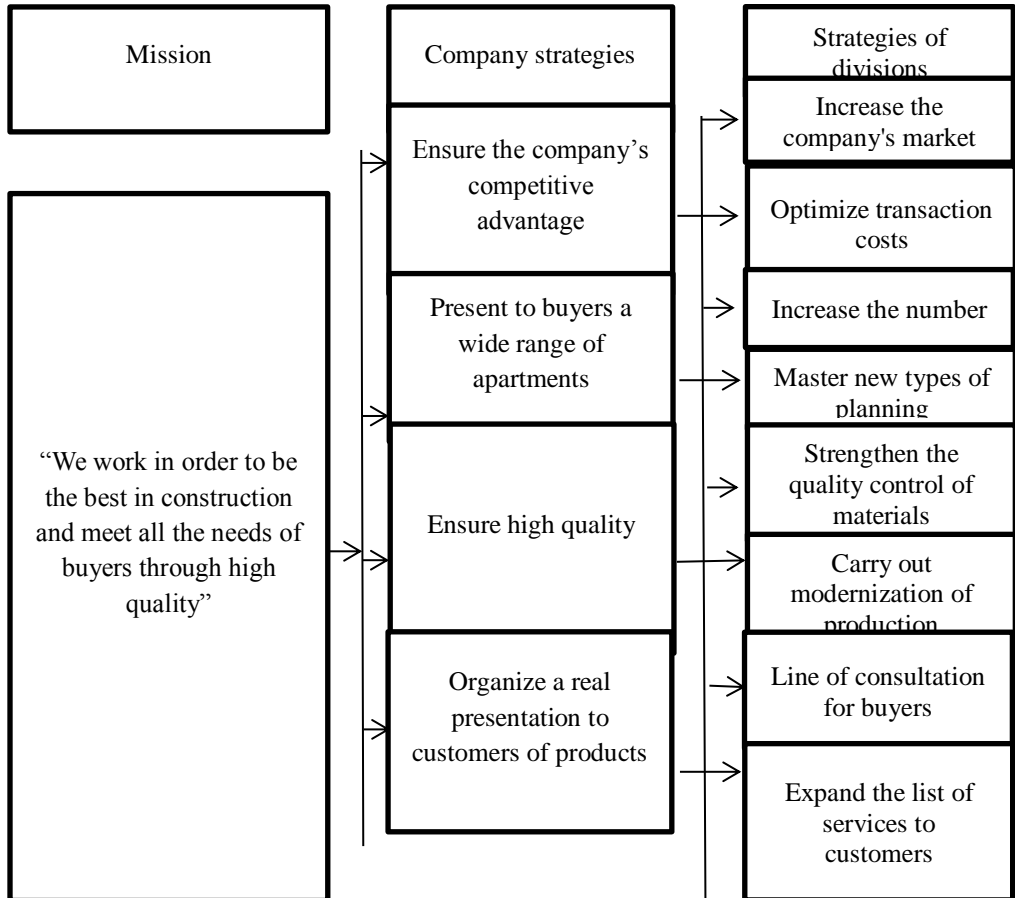 Mission
Company strategies
Strategies of
divisions
“We work in order to be
the best in construction
and meet all the needs of
buyers through high
quality”
Ensure the company’s
competitive
advantage
Present to buyers a
wide range of
apartments
Ensure high quality
Organize a real
presentation to
customers of products
Increase the
company's market
Optimize transaction
costs
Increase the number
Master new types of
planning
Strengthen the
quality control of
materials
Carry out
modernization of
production
Line of consultation
for buyers
Expand the list of
services to
customers